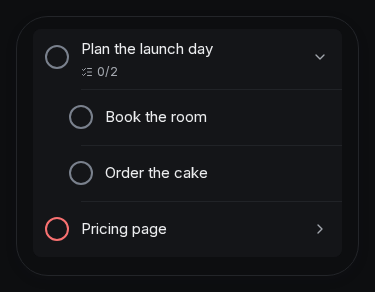 Plan the launch day
0/2
Book the room
Order the cake
Pricing page